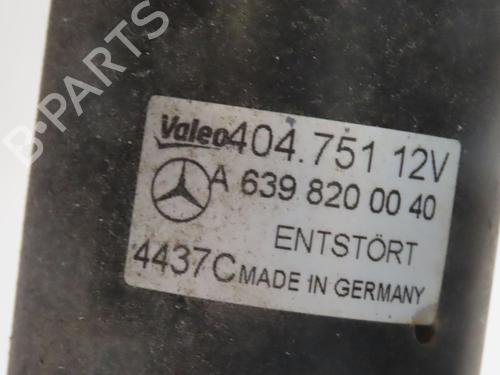 B-PARTS
Valeo 404.751 12V
A 639 820 00 40
ENTSTÖRT
4437C MADE IN GERMANY